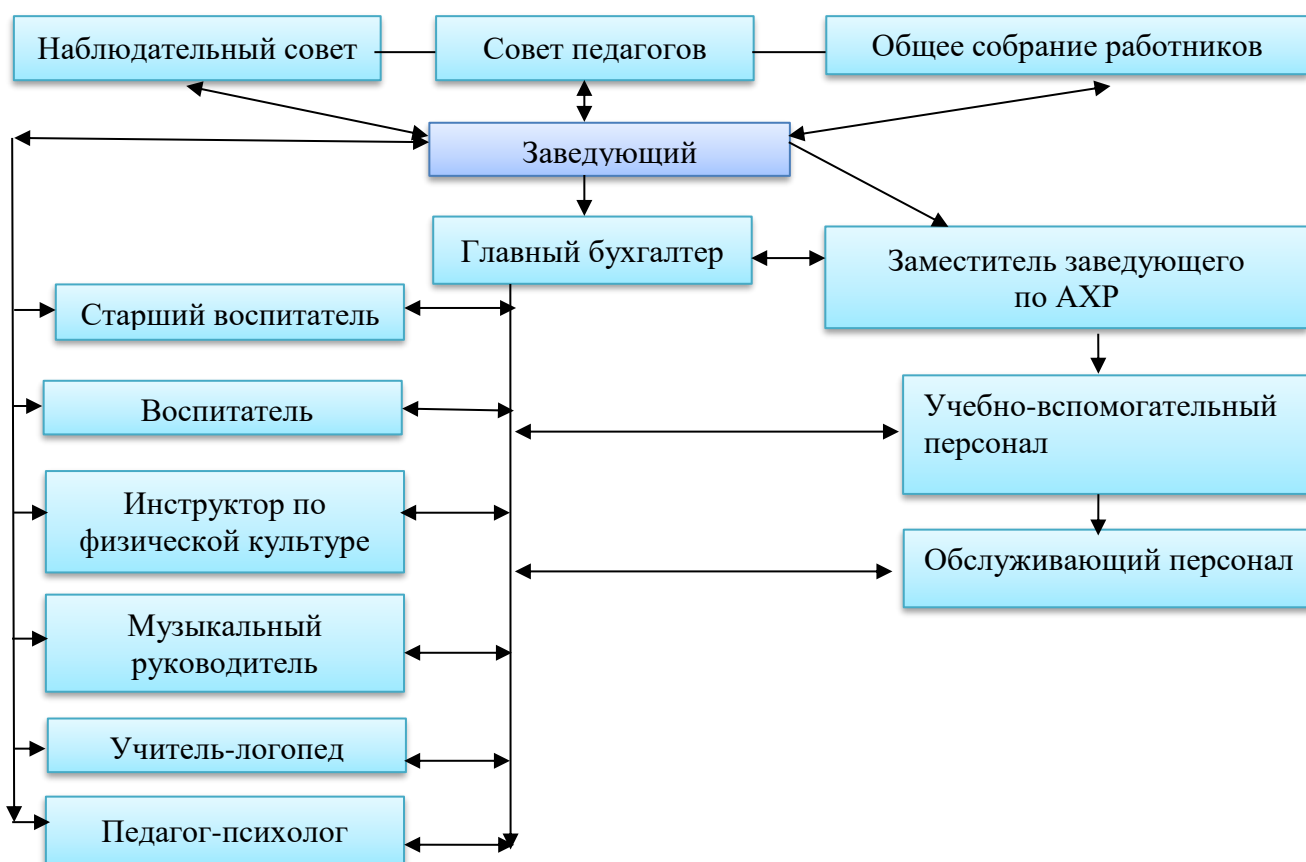 Наблюдательный совет
Совет педагогов
Общее собрание работников
Заведующий
Главный бухгалтер
Заместитель заведующего
по АХР
Старший воспитатель
Воспитатель
Учебно-вспомогательный
персонал
Инструктор по
физической культуре
Обслуживающий персонал
Музыкальный
руководитель
Учитель-логопед
Педагог-психолог